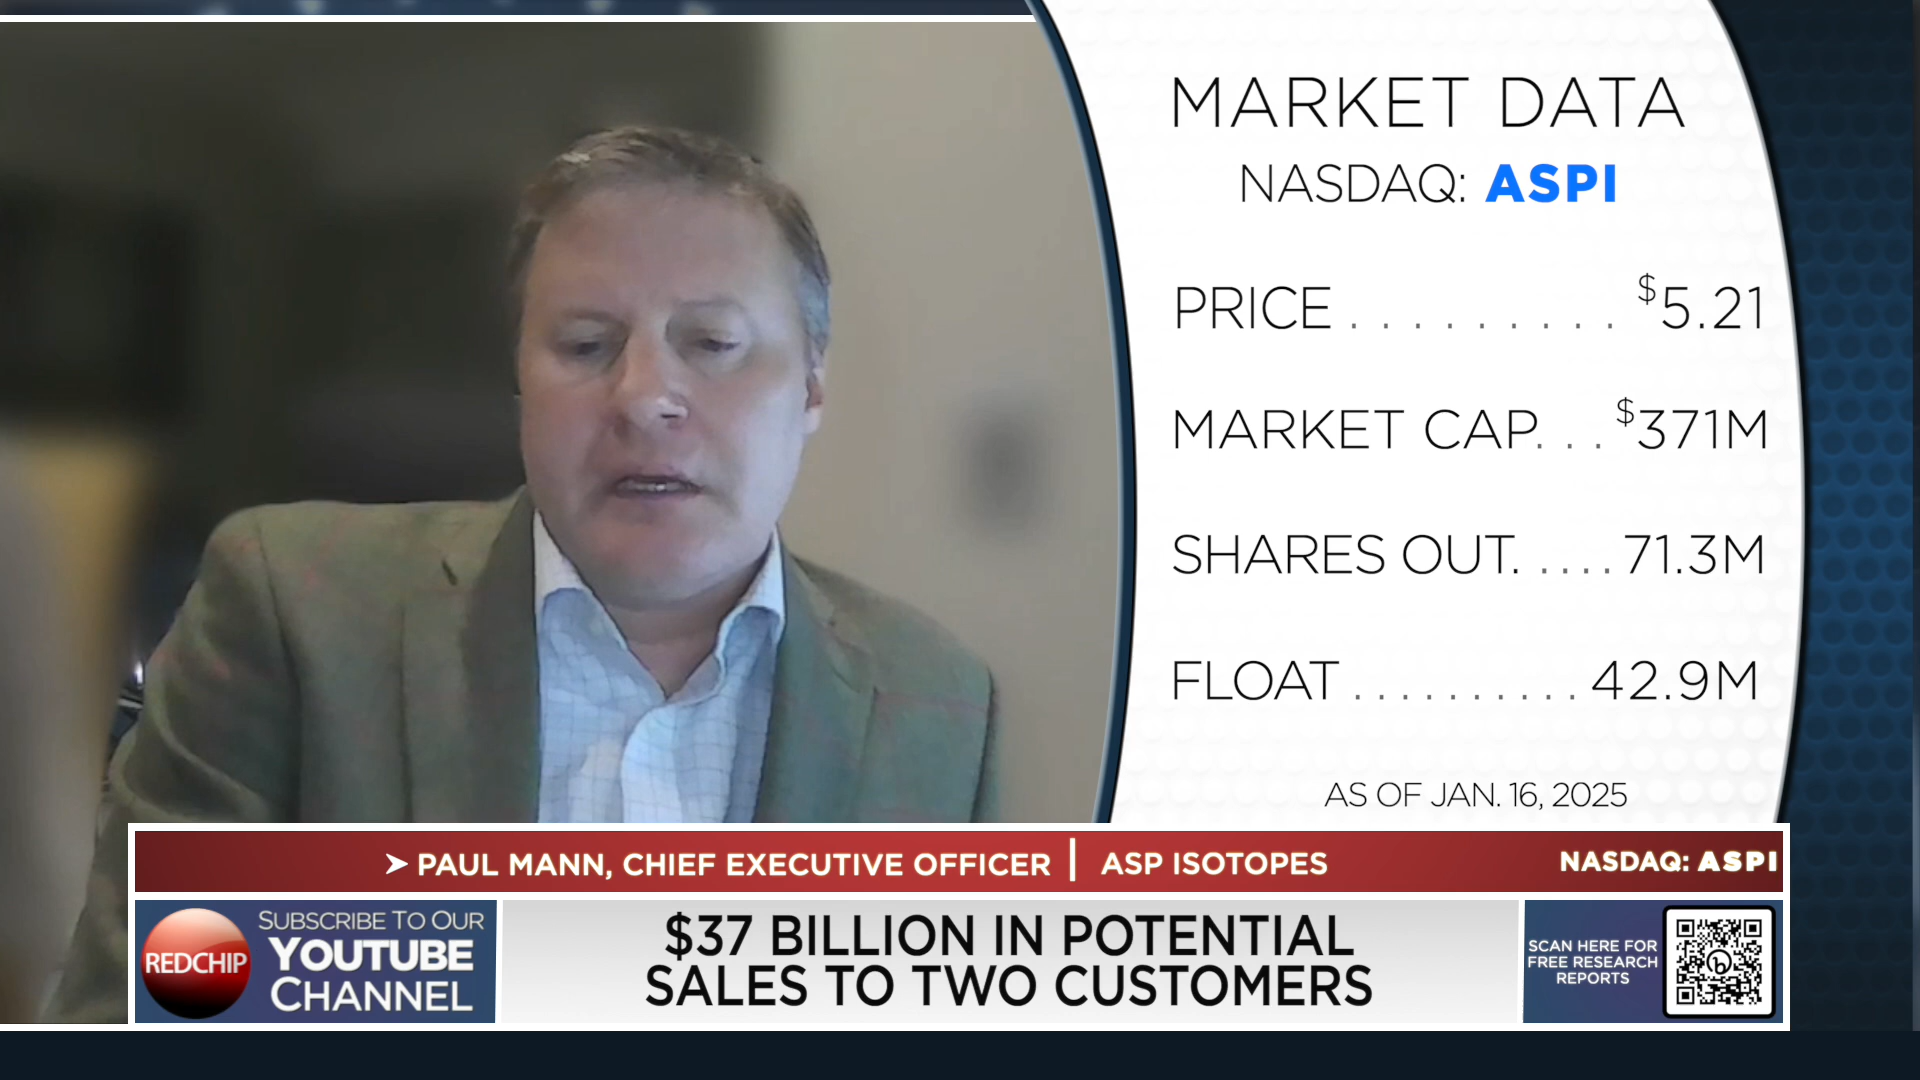 MARKET DATA
NASDAQ: ASPI
PRICE ......... $5.21
MARKET CAP... $371M
SHARES OUT. .... 71.3M
FLOAT .......... 42.9M
AS OF JAN. 16, 2025
➤ PAUL MANN, CHIEF EXECUTIVE OFFICER | ASP ISOTOPES
NASDAQ: ASPI
REDCHIP
SUBSCRIBE TO OUR
YOUTUBE
CHANNEL
$37 BILLION IN POTENTIAL
SALES TO TWO CUSTOMERS
SCAN HERE FOR
FREE RESEARCH
REPORTS